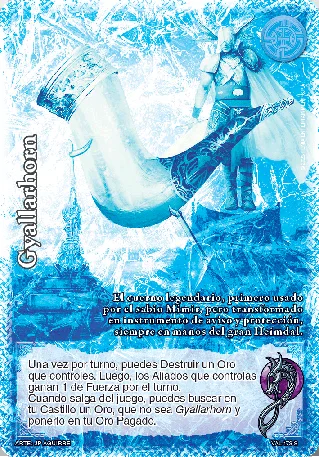 Gyallarhorn
El cuerno legendario, primero usado
por el sabio Mimir, pero transformado
en instrumento de aviso y protección,
siempre en manos del gran Heimdal.
Una vez por turno, puedes Destruir un Oro
que controles. Luego, los Aliados que controlas
ganan 1 de Fuerza por el turno.
Cuando salga del juego, puedes buscar en
tu Castillo un Oro, que no sea Gyallarhorn y
ponerlo en tu Oro Pagado.
ARTE: JP AGUIRRE